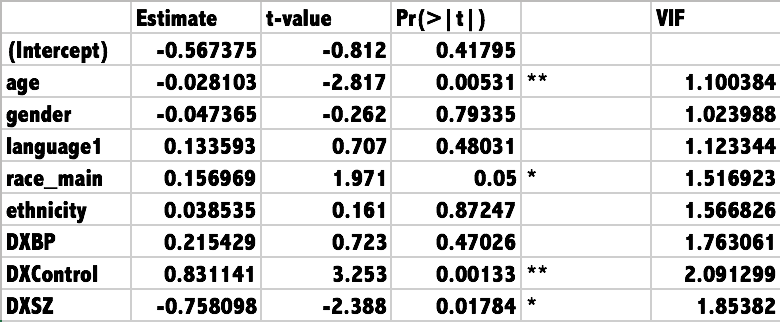 Estimate t-value Pr(>|t|) VIF
(Intercept) -0.567375 -0.812 0.41795
age -0.028103 -2.817 0.00531 ** 1.100384
gender -0.047365 -0.262 0.79335 1.023988
language1 0.133593 0.707 0.48031 1.123344
race_main 0.156969 1.971 0.05 * 1.516923
ethnicity 0.038535 0.161 0.87247 1.566826
DXBP 0.215429 0.723 0.47026 1.763061
DXControl 0.831141 3.253 0.00133 ** 2.091299
DXSZ -0.758098 -2.388 0.01784 * 1.85382